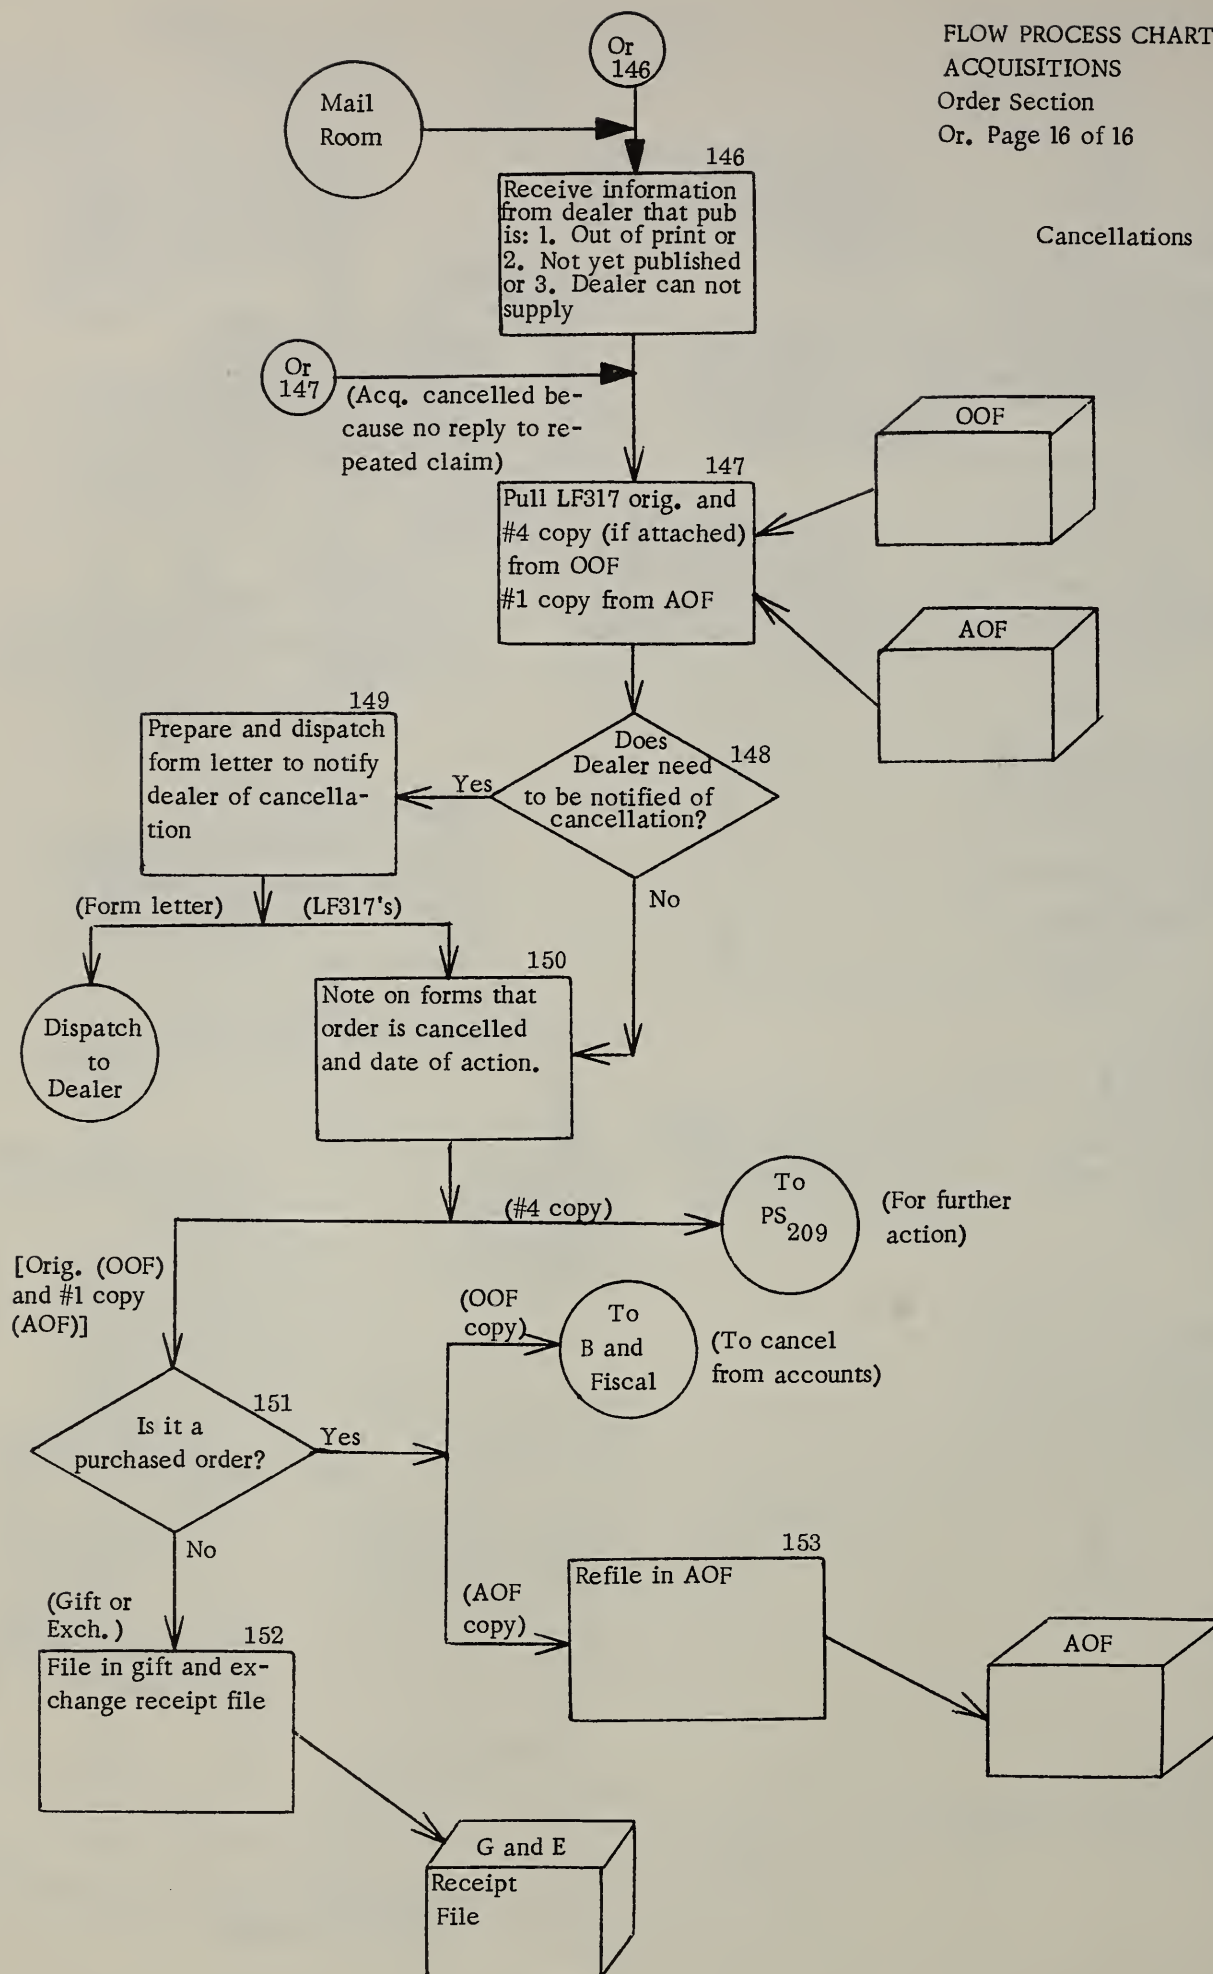 FLOW PROCESS CHART
ACQUISITIONS
Order Section
Or. Page 16 of 16
Cancellations
Or
146
Mail
Room
146
Receive information
from dealer that pub
is: 1. Out of print or
2. Not yet published
or 3. Dealer can not
supply
Or
147
(Acq. cancelled be-
cause no reply to re-
peated claim)
OOF
147
Pull LF317 orig. and
#4 copy (if attached)
from OOF
#1 copy from AOF
AOF
149
Prepare and dispatch
form letter to notify
dealer of cancella-
tion
Does
Dealer need
to be notified of
cancellation?
148
Yes
No
(Form letter)
(LF317's)
Dispatch
to
Dealer
150
Note on forms that
order is cancelled
and date of action.
(#4 copy)
To
PS
209
(For further
action)
[Orig. (OOF)
and #1 copy
(AOF)]
(OOF
copy)
To
B and
Fiscal
(To cancel
from accounts)
151
Is it a
purchased order?
Yes
No
(Gift or
Exch.)
(AOF
copy)
153
Refile in AOF
AOF
152
File in gift and ex-
change receipt file
G and E
Receipt
File